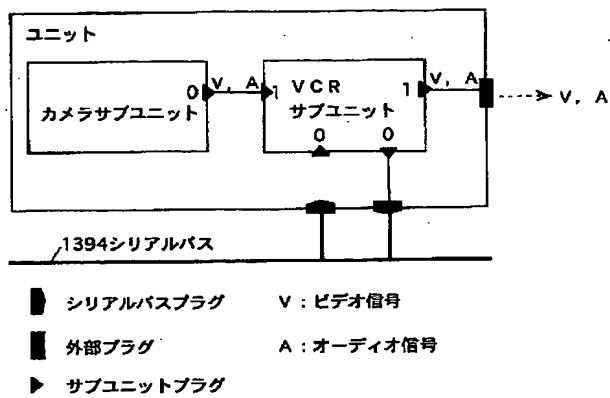 ユニット
カメラサブユニット
0
V, A
1
VCR
サブユニット
1
V, A
V, A
0 0
1394シリアルバス
シリアルバスプラグ
V：ビデオ信号
外部プラグ
A：オーディオ信号
サブユニットプラグ